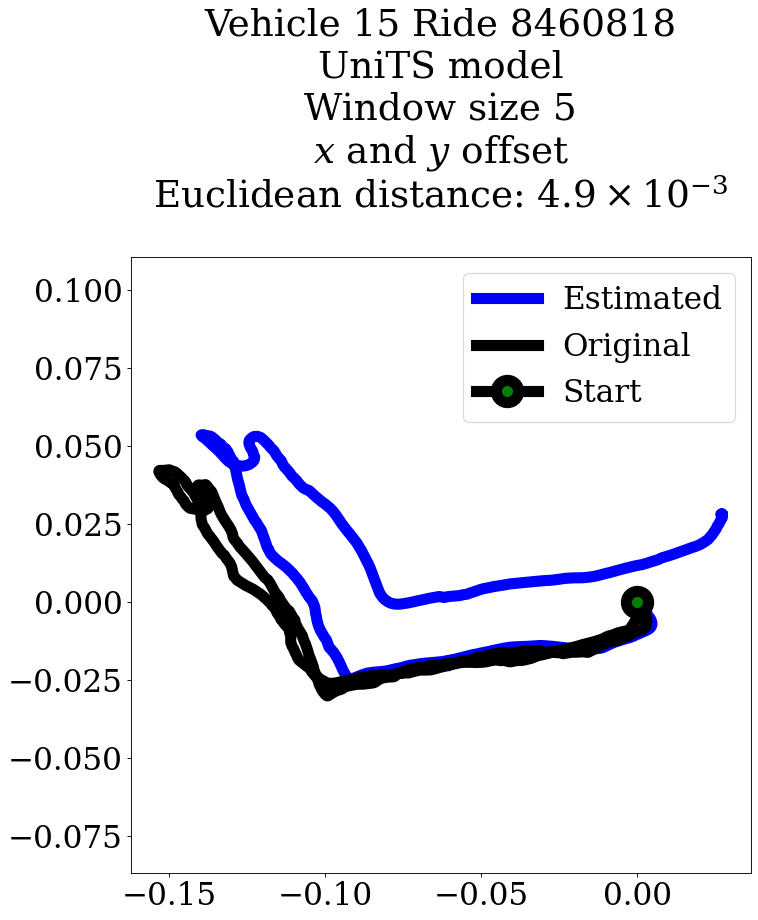 Vehicle 15 Ride 8460818
UniTS model
Window size 5
x and y offset
Euclidean distance: 4.9 × 10⁻³
Estimated
Original
Start
0.100
0.075
0.050
0.025
0.000
−0.025
−0.050
−0.075
−0.15 −0.10 −0.05 0.00